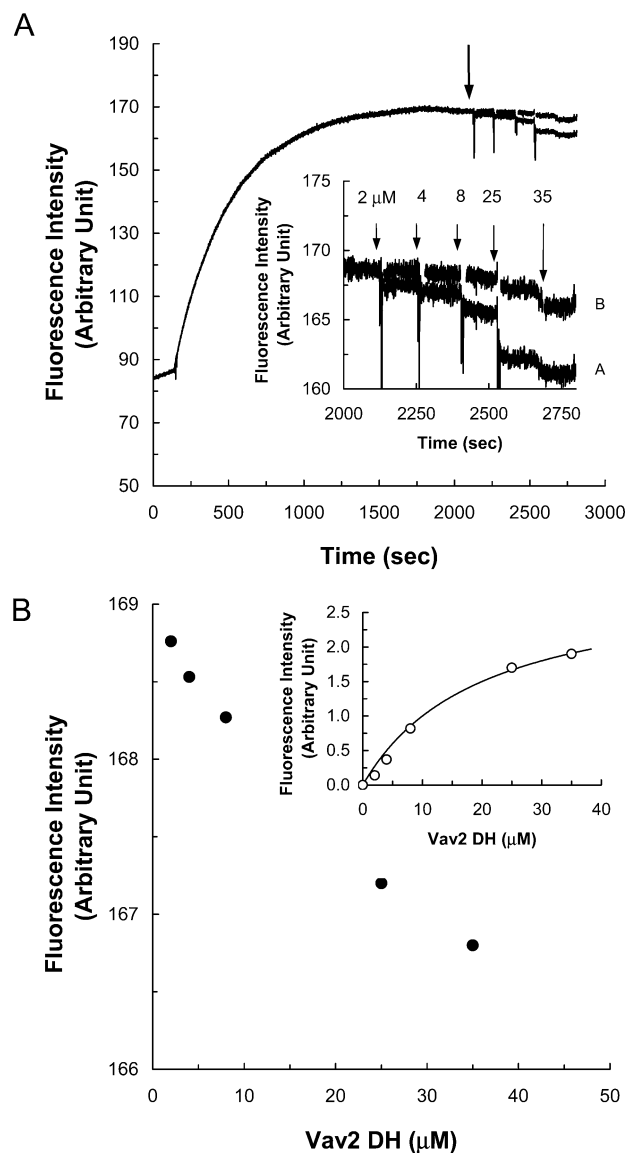 A
Fluorescence Intensity
(Arbitrary Unit)
190
170
150
130
110
90
70
50
0 500 1000 1500 2000 2500 3000
Time (sec)
Fluorescence Intensity
(Arbitrary Unit)
175
170
165
160
2 μM 4 8 25 35
B
A
2000 2250 2500 2750
Time (sec)
B
Fluorescence Intensity
(Arbitrary Unit)
169
168
167
166
0 10 20 30 40 50
Vav2 DH (μM)
Fluorescence Intensity
(Arbitrary Unit)
2.5
2.0
1.5
1.0
0.5
0.0
0 10 20 30 40
Vav2 DH (μM)